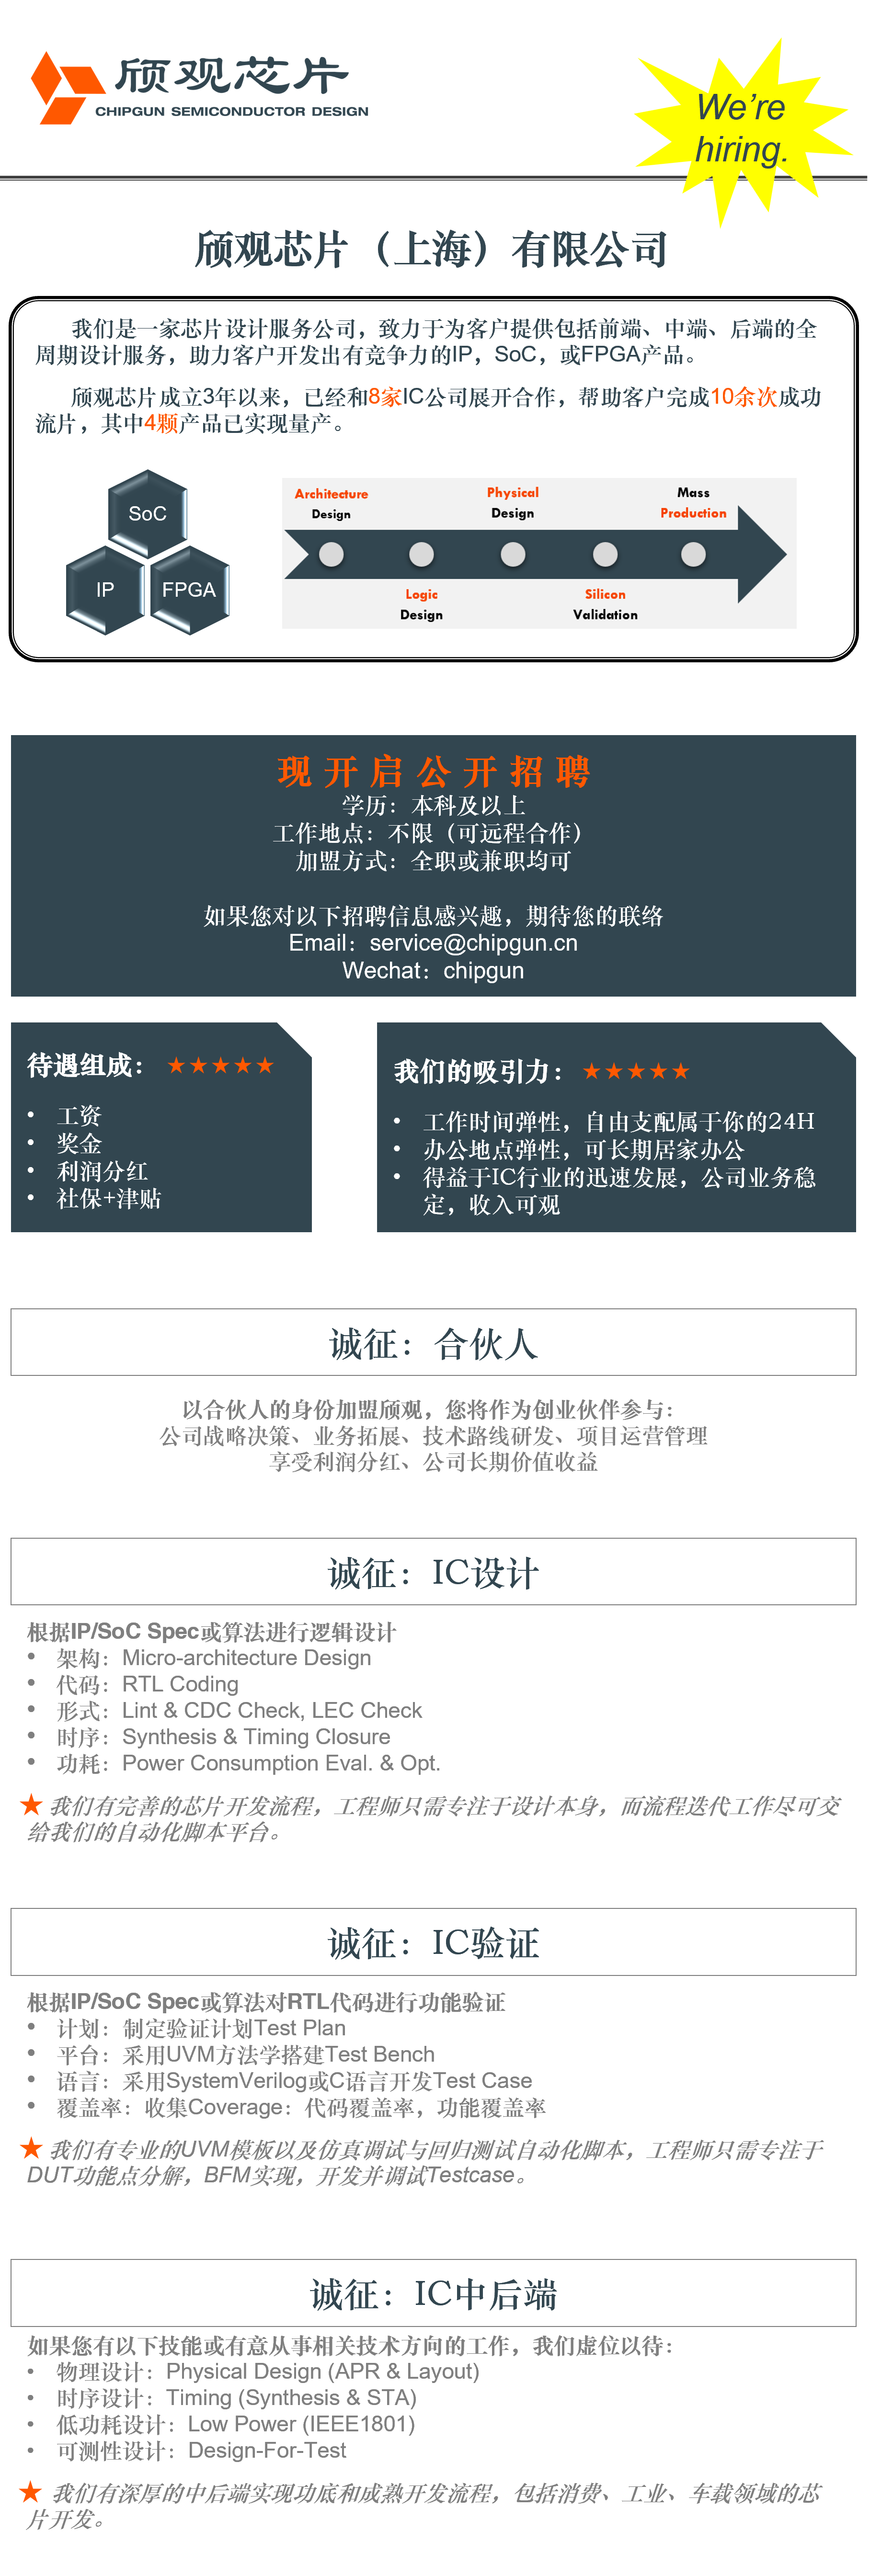 颀观芯片
CHIPGUN SEMICONDUCTOR DESIGN
We're
hiring.
颀观芯片（上海）有限公司
我们是一家芯片设计服务公司，致力于为客户提供包括前端、中端、后端的全
周期设计服务，助力客户开发出有竞争力的IP，SoC，或FPGA产品。
颀观芯片成立3年以来，已经和8家IC公司展开合作，帮助客户完成10余次成功
流片，其中4颗产品已实现量产。
SoC
IP
FPGA
Architecture
Design
Logic
Design
Physical
Design
Silicon
Validation
Mass
Production
现开启公开招聘
学历：本科及以上
工作地点：不限（可远程合作）
加盟方式：全职或兼职均可
如果您对以下招聘信息感兴趣，期待您的联络
Email：service@chipgun.cn
Wechat：chipgun
待遇组成：★★★★★
• 工资
• 奖金
• 利润分红
• 社保+津贴
我们的吸引力：★★★★★
• 工作时间弹性，自由支配属于你的24H
• 办公地点弹性，可长期居家办公
• 得益于IC行业的迅速发展，公司业务稳
定，收入可观
诚征：合伙人
以合伙人的身份加盟颀观，您将作为创业伙伴参与：
公司战略决策、业务拓展、技术路线研发、项目运营管理
享受利润分红、公司长期价值收益
诚征：IC设计
根据IP/SoC Spec或算法进行逻辑设计
• 架构：Micro-architecture Design
• 代码：RTL Coding
• 形式：Lint & CDC Check, LEC Check
• 时序：Synthesis & Timing Closure
• 功耗：Power Consumption Eval. & Opt.
★ 我们有完善的芯片开发流程，工程师只需专注于设计本身，而流程迭代工作尽可交
给我们的自动化脚本平台。
诚征：IC验证
根据IP/SoC Spec或算法对RTL代码进行功能验证
• 计划：制定验证计划Test Plan
• 平台：采用UVM方法学搭建Test Bench
• 语言：采用SystemVerilog或C语言开发Test Case
• 覆盖率：收集Coverage：代码覆盖率，功能覆盖率
★ 我们有专业的UVM模板以及仿真调试与回归测试自动化脚本，工程师只需专注于
DUT功能点分解，BFM实现，开发并调试Testcase。
诚征：IC中后端
如果您有以下技能或有意从事相关技术方向的工作，我们虚位以待：
• 物理设计：Physical Design (APR & Layout)
• 时序设计：Timing (Synthesis & STA)
• 低功耗设计：Low Power (IEEE1801)
• 可测性设计：Design-For-Test
★ 我们有深厚的中后端实现功底和成熟开发流程，包括消费、工业、车载领域的芯
片开发。